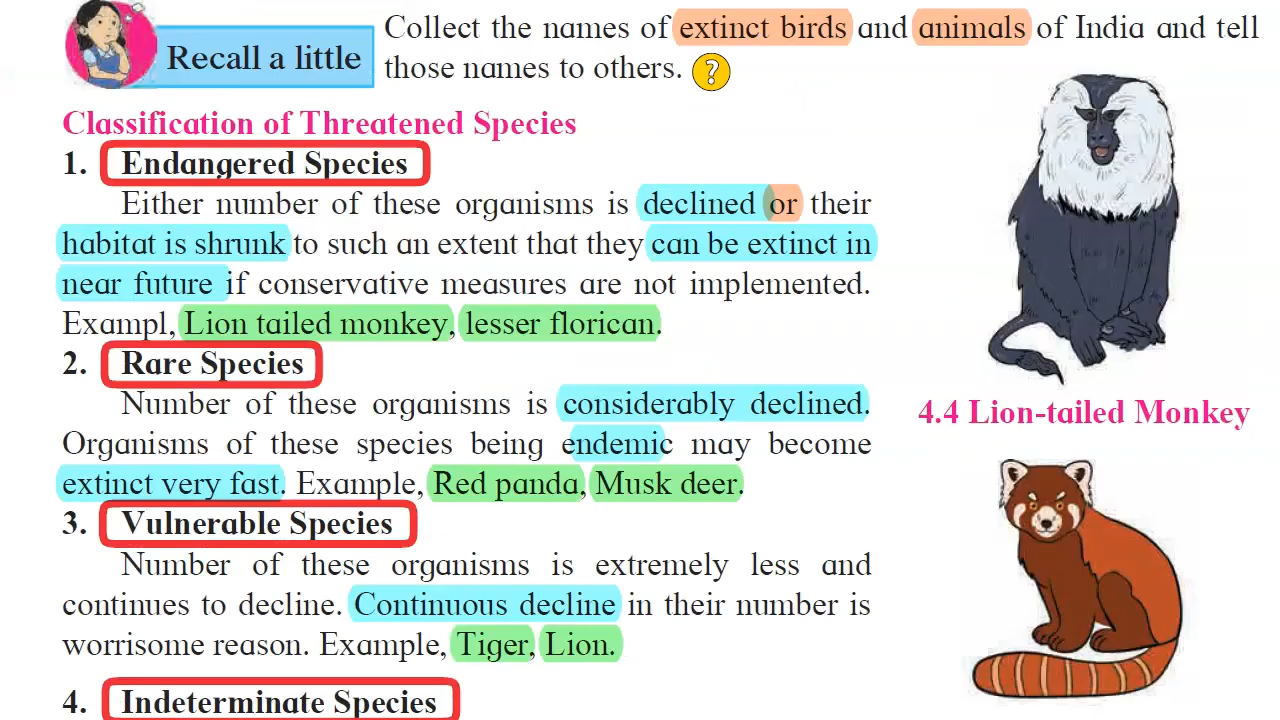 Recall a little
Collect the names of extinct birds and animals of India and tell
those names to others. ?
Classification of Threatened Species
1. Endangered Species
Either number of these organisms is declined or their
habitat is shrunk to such an extent that they can be extinct in
near future if conservative measures are not implemented.
Exampl, Lion tailed monkey, lesser florican.
2. Rare Species
Number of these organisms is considerably declined.
Organisms of these species being endemic may become
extinct very fast. Example, Red panda, Musk deer.
3. Vulnerable Species
Number of these organisms is extremely less and
continues to decline. Continuous decline in their number is
worrisome reason. Example, Tiger, Lion.
4. Indeterminate Species
4.4 Lion-tailed Monkey